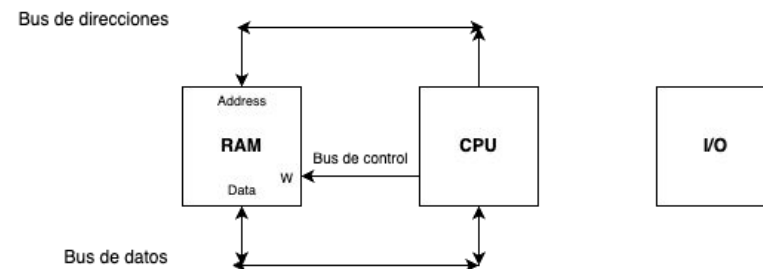 Bus de direcciones
Address
RAM
CPU
I/O
Bus de control
W
Data
Bus de datos